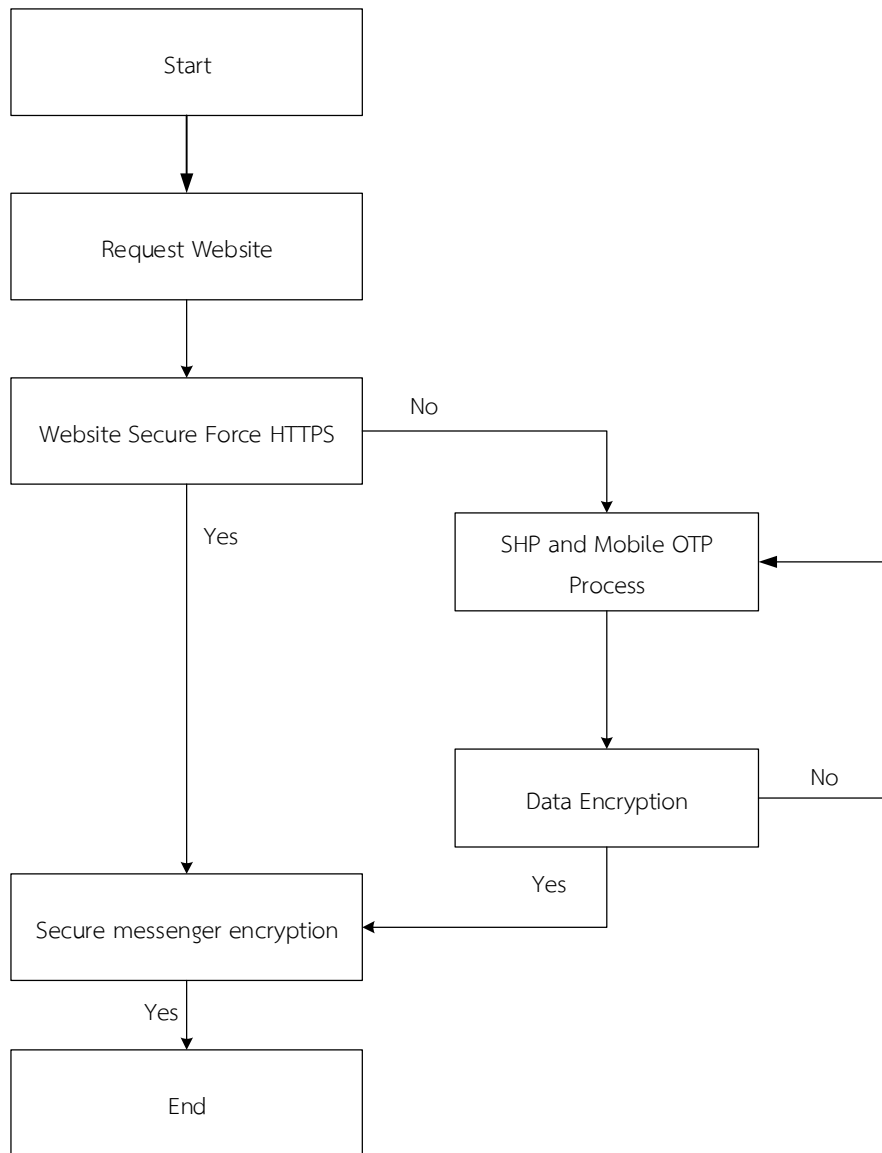 Start
Request Website
Website Secure Force HTTPS
No
Yes
SHP and Mobile OTP
Process
Data Encryption
No
Yes
Secure messenger encryption
Yes
End